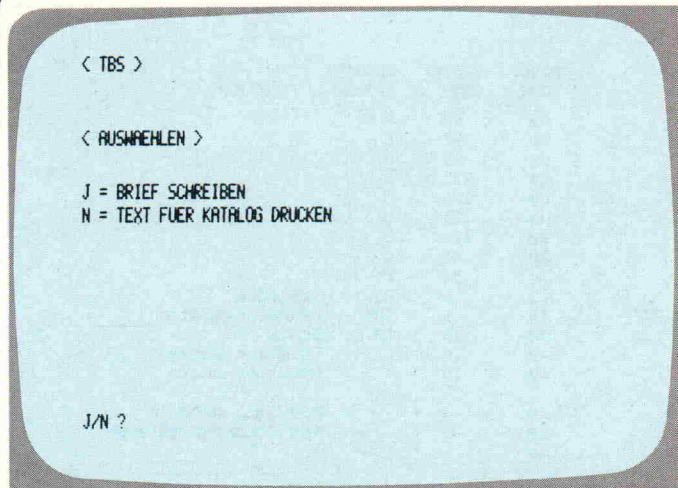 < TBS >
< AUSWAEHLEN >
J = BRIEF SCHREIBEN
N = TEXT FUER KATALOG DRUCKEN
J/N ?